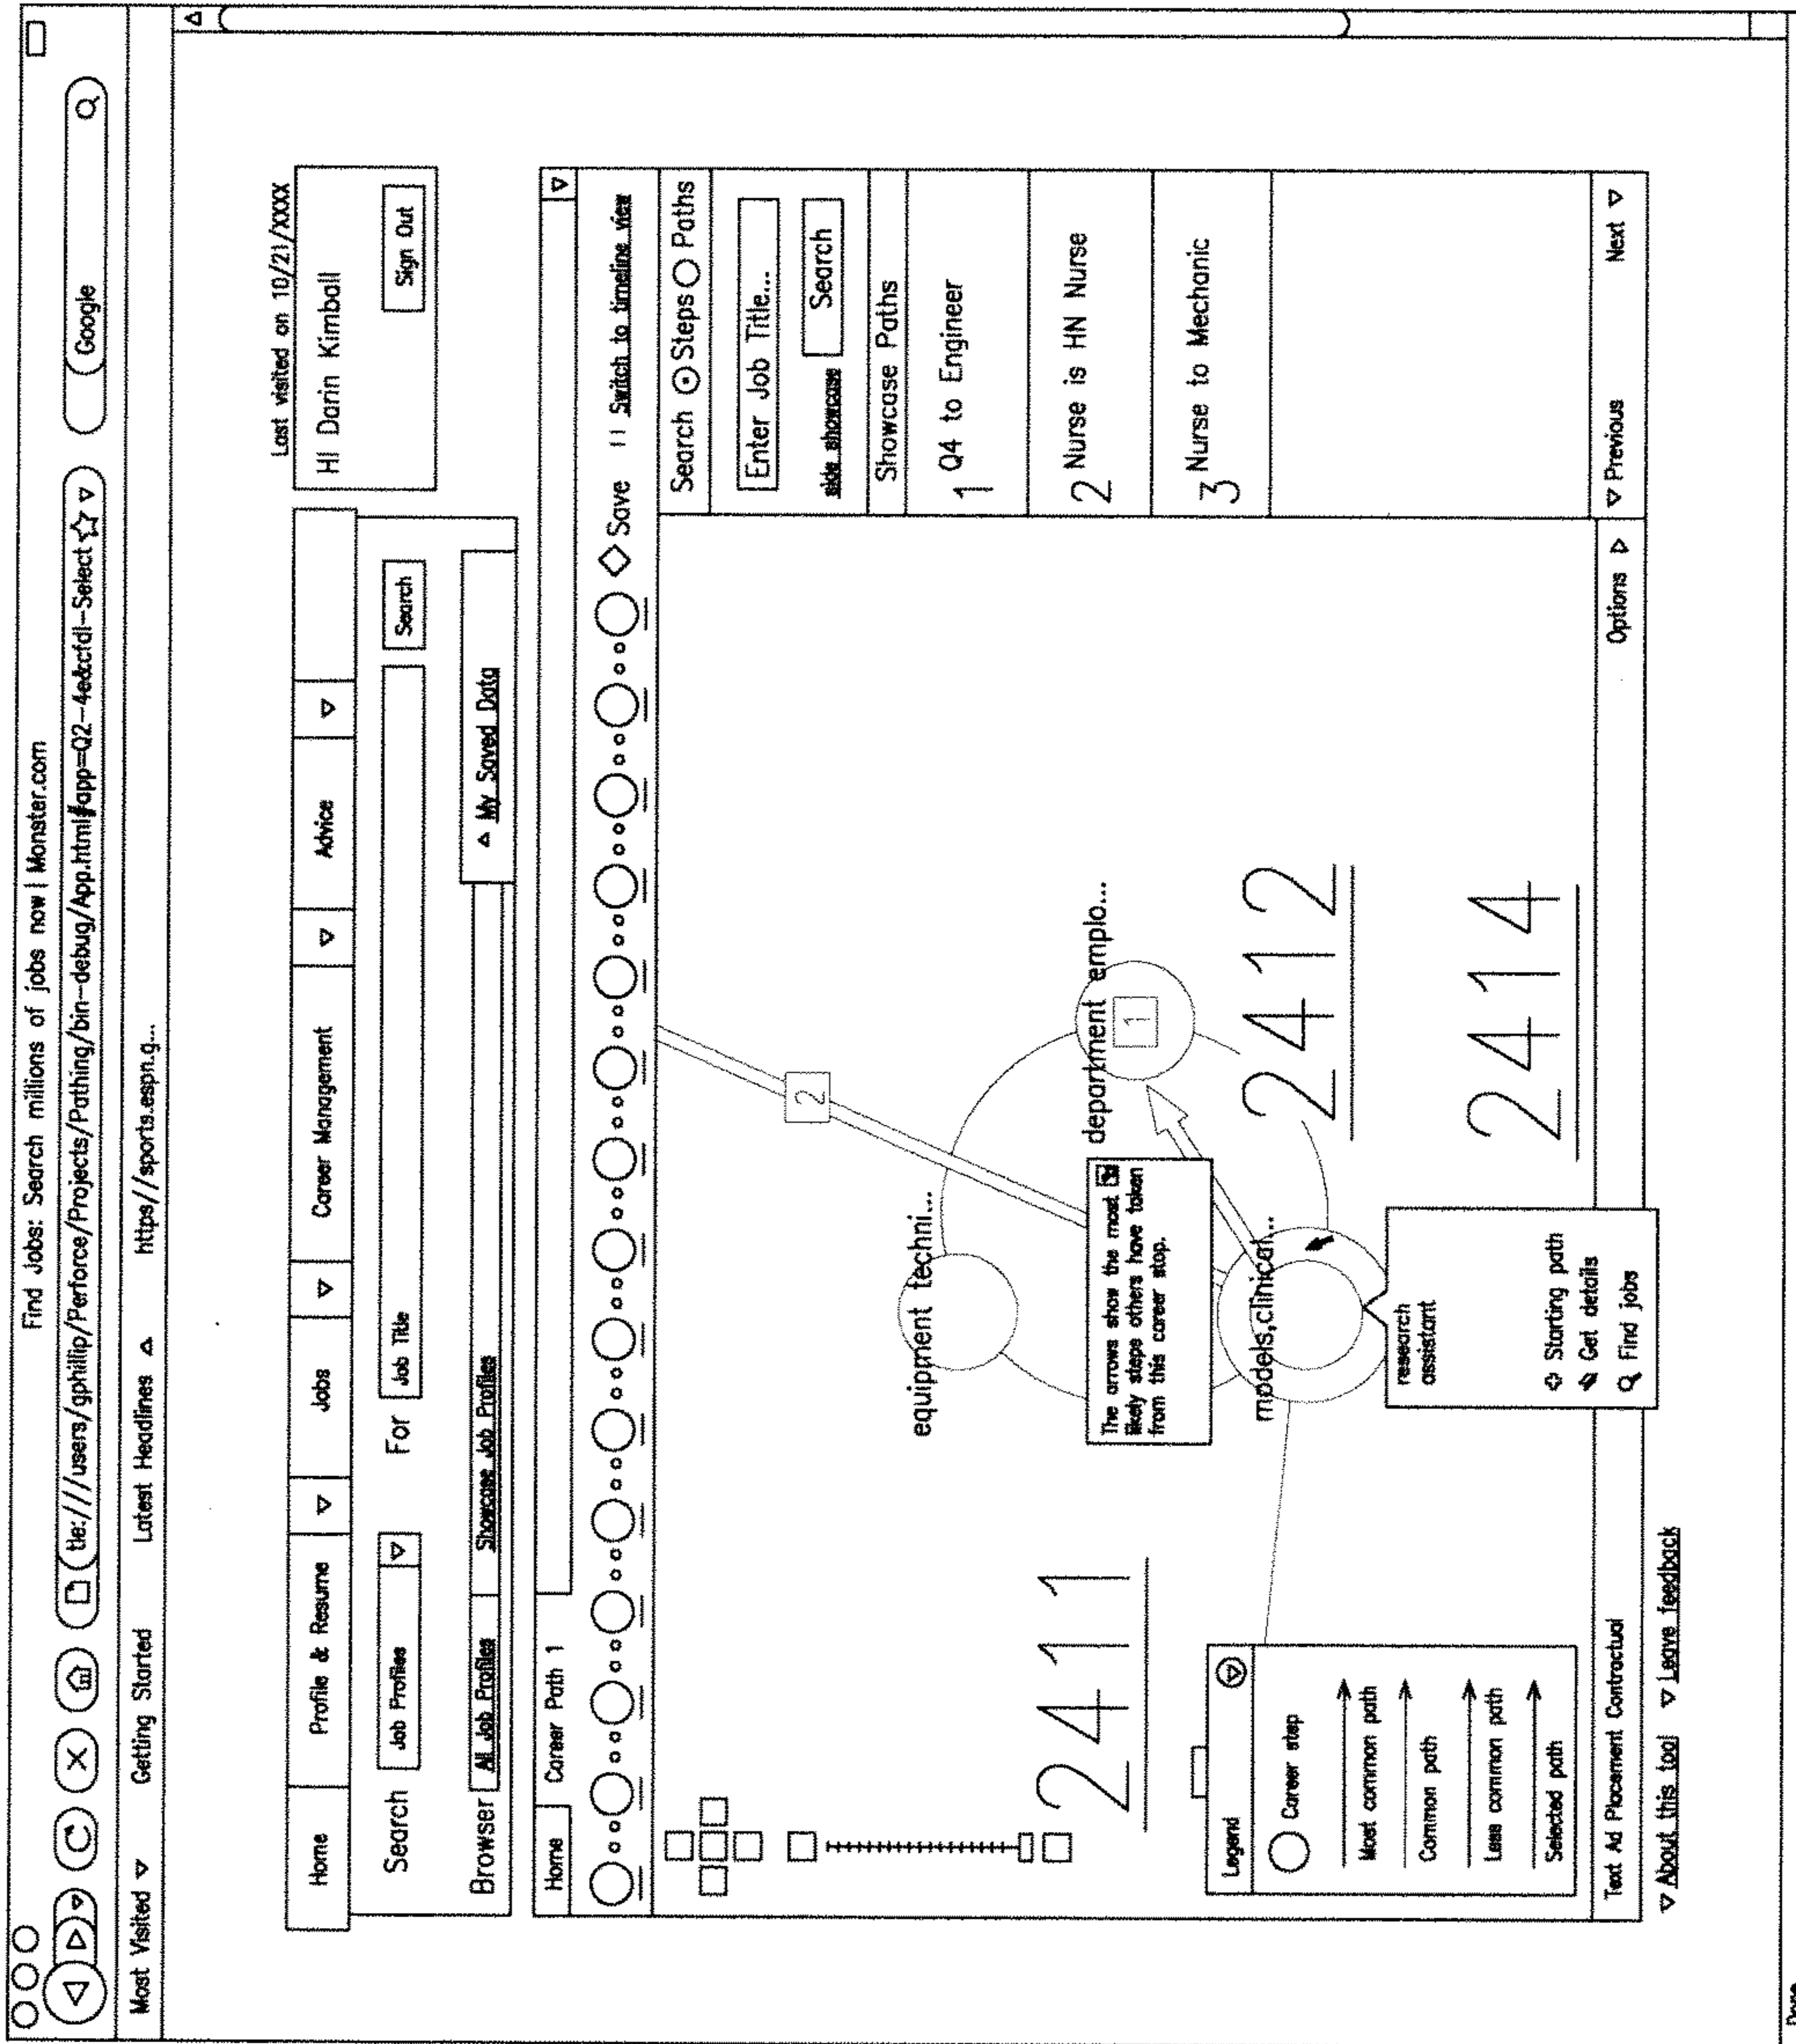 Find Jobs: Search millions of jobs now | Monster.com
tle:///users/gphillip/Perforce/Projects/Pathing/bin-debug/App.html#app=Q2-4e&cfdl-Select
Google
Most Visited
Getting Started
Latest Headlines
https//sports.espn.g...
Last visited on 10/21/XXXX
Home
Profile & Resume
Jobs
Career Management
Advice
HI Darin Kimball
Sign Out
Search
Job Profiles
For
Job Title
Search
Browser
All Job Profiles
Showcase Job Profiles
My Saved Data
Home
Career Path 1
Save
Switch to timeline view
Search
Steps
Paths
Enter Job Title...
skde showcase
Search
Showcase Paths
1 Q4 to Engineer
2 Nurse is HN Nurse
3 Nurse to Mechanic
2
equipment techni...
department emplo...
1
The arrows show the most
likely steps others have taken
from this career stop.
2411
2412
models,clinical...
2414
research
assistant
Starting path
Get details
Find jobs
Legend
Career step
Most common path
Common path
Less common path
Selected path
Text Ad Placement Contractual
Options
Previous
Next
About this tool
Leave feedback
Done